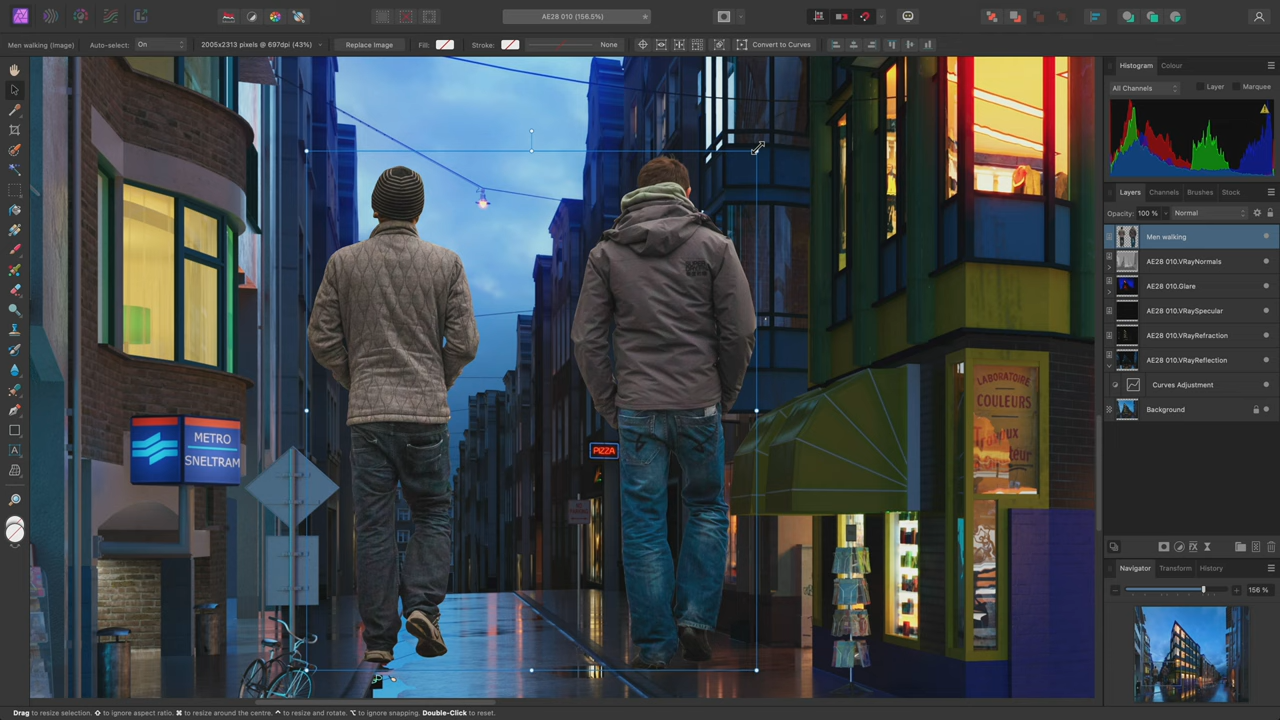 AE28 010 (156.5%)
Men walking (Image)
Auto-select: On
2005x2313 pixels @ 697dpi (43%)
Replace Image
Fill:
Stroke:
None
Convert to Curves
Histogram
Colour
All Channels
Layer
Marquee
Layers
Channels
Brushes
Stock
Opacity: 100 %
Normal
Men walking
AE28 010.VRayNormals
AE28 010.Glare
AE28 010.VRaySpecular
AE28 010.VRayRefraction
AE28 010.VRayReflection
Curves Adjustment
Background
LABORATOIRE
COULEURS
METRO
SNELTRAM
PIZZA
Navigator
Transform
History
156 %
Drag to resize selection. ⇧ to ignore aspect ratio. ⌘ to resize around the centre. ⌃ to resize and rotate. ⌥ to ignore snapping. Double-Click to reset.